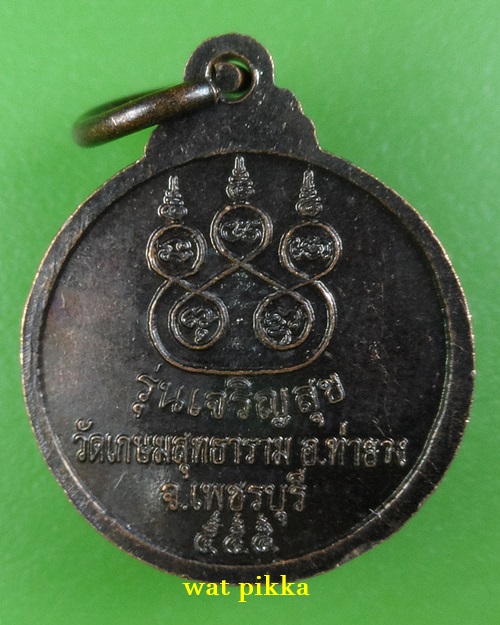 รุ่นเจริญสุข
วัดเกษมสุทธาราม อ.ท่ายาง
จ.เพชรบุรี
๕๕๕
wat pikka